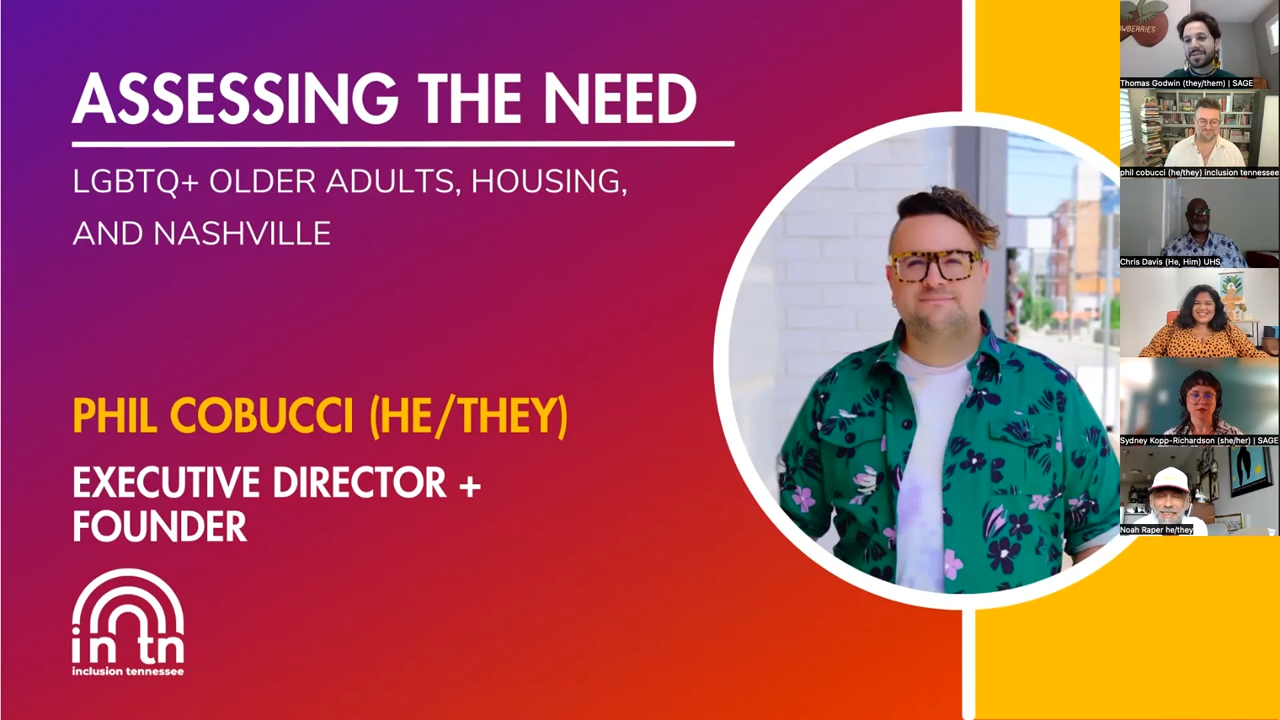 ASSESSING THE NEED
LGBTQ+ OLDER ADULTS, HOUSING,
AND NASHVILLE
PHIL COBUCCI (HE/THEY)
EXECUTIVE DIRECTOR +
FOUNDER
in tn
inclusion tennessee
WBERRIES
Thomas Godwin (they/them) | SAGE
phil cobucci (he/they) inclusion tennessee
Chris Davis (He, Him) UHS
Sydney Kopp-Richardson (she/her) | SAGE
Noah Raper he/they